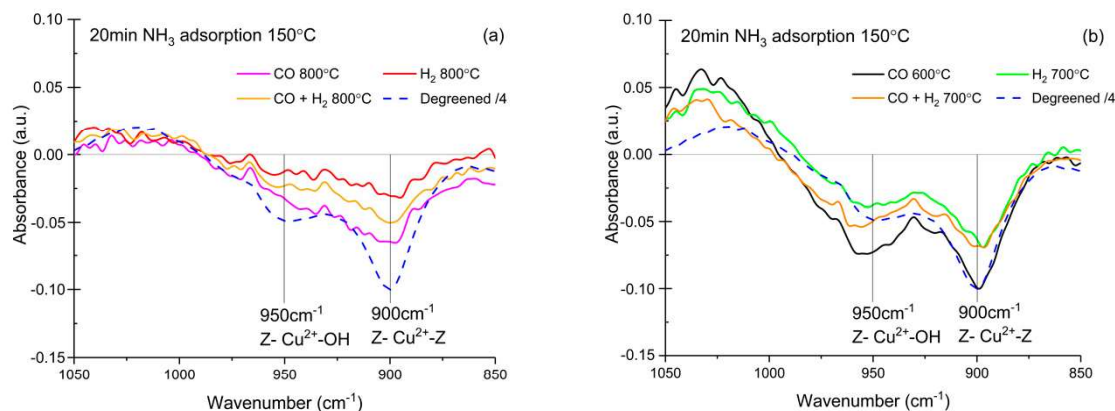 20min NH₃ adsorption 150°C
(a)
CO 800°C
H₂ 800°C
CO + H₂ 800°C
Degreened /4
0.10
0.05
0.00
-0.05
-0.10
-0.15
Absorbance (a.u.)
950cm⁻¹
Z- Cu²⁺-OH
900cm⁻¹
Z- Cu²⁺-Z
1050
1000
950
900
850
Wavenumber (cm⁻¹)
20min NH₃ adsorption 150°C
(b)
CO 600°C
H₂ 700°C
CO + H₂ 700°C
Degreened /4
0.10
0.05
0.00
-0.05
-0.10
-0.15
Absorbance (a.u.)
950cm⁻¹
Z- Cu²⁺-OH
900cm⁻¹
Z- Cu²⁺-Z
1050
1000
950
900
850
Wavenumber (cm⁻¹)